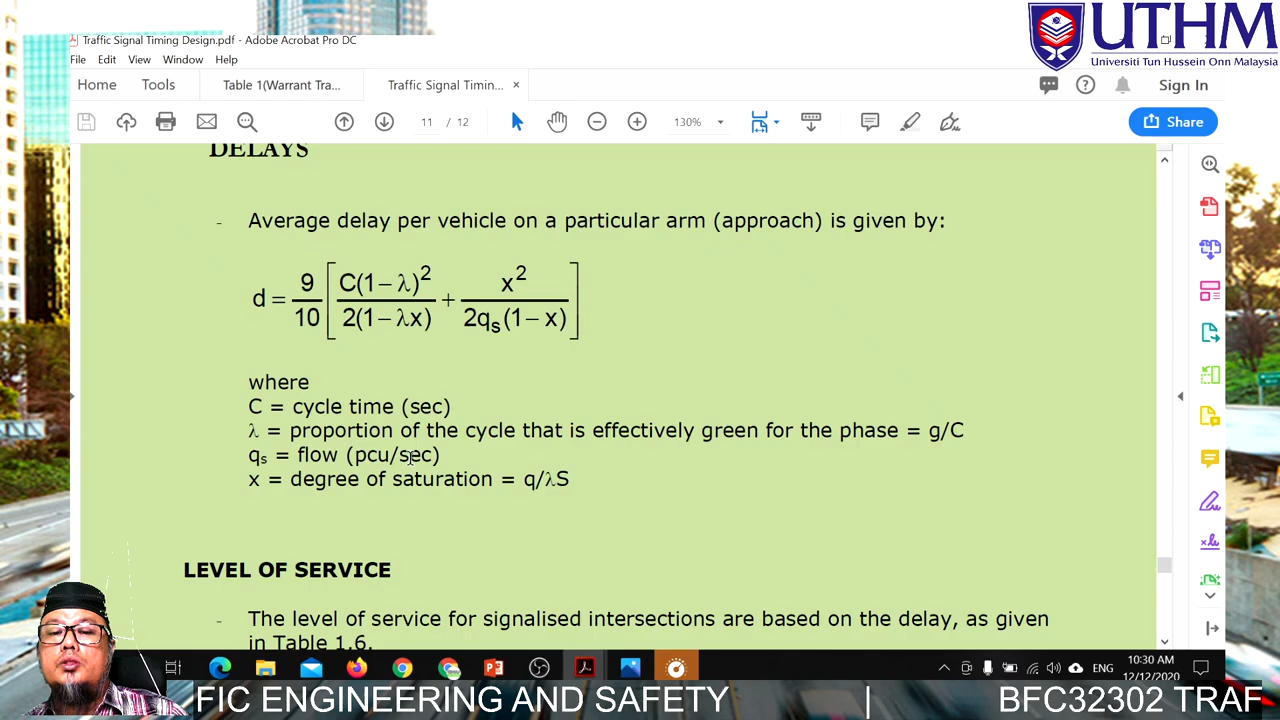 UTHM
Universiti Tun Hussein Onn Malaysia
Traffic Signal Timing Design.pdf - Adobe Acrobat Pro DC
File Edit View Window Help
Home Tools Table 1(Warrant Tra... Traffic Signal Timin... × Sign In
11 / 12 130% Share
DELAYS
- Average delay per vehicle on a particular arm (approach) is given by:
d = 9/10 [ C(1 − λ)² / 2(1 − λx) + x² / 2qₛ(1 − x) ]
where
C = cycle time (sec)
λ = proportion of the cycle that is effectively green for the phase = g/C
qₛ = flow (pcu/sec)
x = degree of saturation = q/λS
LEVEL OF SERVICE
- The level of service for signalised intersections are based on the delay, as given
in Table 1.6.
ENG 10:30 AM
12/12/2020
FIC ENGINEERING AND SAFETY | BFC32302 TRAF